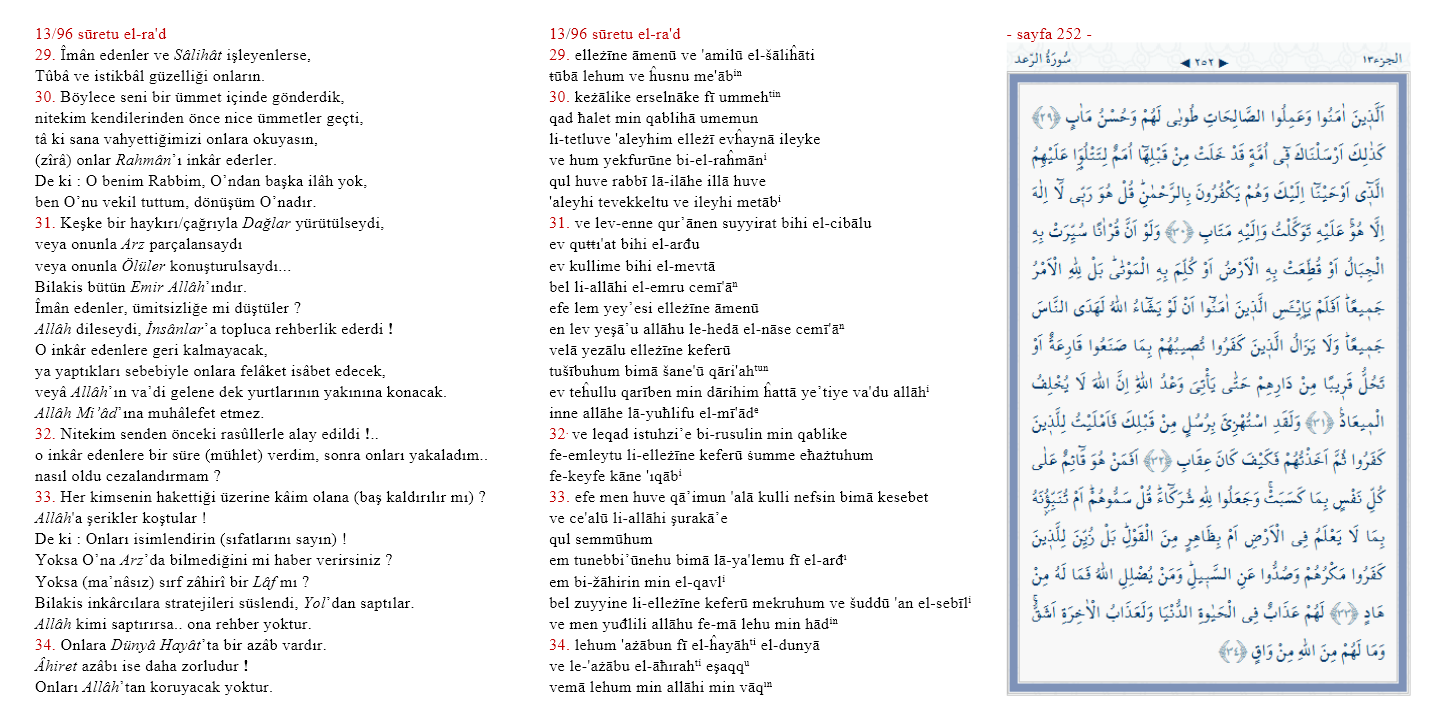 13/96 sūretu el-ra'd
29. Îmân edenler ve Sâlihât işleyenlerse,
Tûbâ ve istikbâl güzelliği onların.
30. Böylece seni bir ümmet içinde gönderdik,
nitekim kendilerinden önce nice ümmetler geçti,
tâ ki sana vahyettiğimizi onlara okuyasın,
(zîrâ) onlar Rahmân’ı inkâr ederler.
De ki : O benim Rabbim, O’ndan başka ilâh yok,
ben O’nu vekil tuttum, dönüşüm O’nadır.
31. Keşke bir haykırı/çağrıyla Dağlar yürütülseydi,
veya onunla Arz parçalansaydı
veya onunla Ölüler konuşturulsaydı...
Bilakis bütün Emir Allâh’ındır.
Îmân edenler, ümitsizliğe mi düştüler ?
Allâh dileseydi, İnsânlar’a topluca rehberlik ederdi !
O inkâr edenlere geri kalmayacak,
ya yaptıkları sebebiyle onlara felâket isâbet edecek,
veyâ Allâh’ın va’di gelene dek yurtlarının yakınına konacak.
Allâh Mi’âd’ına muhâlefet etmez.
32. Nitekim senden önceki rasûllerle alay edildi !..
o inkâr edenlere bir süre (mühlet) verdim, sonra onları yakaladım..
nasıl oldu cezalandırmam ?
33. Her kimsenin hakettiği üzerine kâim olana (baş kaldırılır mı) ?
Allâh'a şerikler koştular !
De ki : Onları isimlendirin (sıfatlarını sayın) !
Yoksa O’na Arz’da bilmediğini mi haber verirsiniz ?
Yoksa (ma’nâsız) sırf zâhirî bir Lâf mı ?
Bilakis inkârcılara stratejileri süslendi, Yol’dan saptılar.
Allâh kimi saptırırsa.. ona rehber yoktur.
34. Onlara Dünyâ Hayât’ta bir azâb vardır.
Âhiret azâbı ise daha zorludur !
Onları Allâh’tan koruyacak yoktur.
13/96 sūretu el-ra'd
29. elleżīne āmenū ve 'amilū el-šāliĥāti
ŧūbā lehum ve ĥusnu me'ābⁱⁿ
30. keżālike erselnāke fī ummehᵗⁱⁿ
qad ħalet min qablihā umemun
li-tetluve 'aleyhim elleżī evĥaynā ileyke
ve hum yekfurūne bi-el-raĥmānⁱ
qul huve rabbī lā-ilāhe illā huve
'aleyhi tevekkeltu ve ileyhi metābⁱ
31. ve lev-enne qur’ānen suyyirat bihi el-cibālu
ev quŧŧı'at bihi el-arđu
ev kullime bihi el-mevtā
bel li-allāhi el-emru cemī'āⁿ
efe lem yey’esi elleżīne āmenū
en lev yeşā’u allāhu le-hedā el-nāse cemī'āⁿ
velā yezālu elleżīne keferū
tušībuhum bimā šane'ū qāri'ahᵗᵘⁿ
ev teĥullu qarīben min dārihim ĥattā ye’tiye va'du allāhⁱ
inne allāhe lā-yuħlifu el-mī'ādᵉ
32. ve leqad istuhzi’e bi-rusulin min qablike
fe-emleytu li-elleżīne keferū šumme eħażtuhum
fe-keyfe kāne 'ıqābⁱ
33. efe men huve qā’imun 'alā kulli nefsin bimā kesebet
ve ce'alū li-allāhi şurakā’e
qul semmūhum
em tunebbi’ūnehu bimā lā-ya'lemu fī el-arđᶦ
em bi-žāhirin min el-qavlⁱ
bel zuyyine li-elleżīne keferū mekruhum ve šuddū 'an el-sebīlⁱ
ve men yuđlili allāhu fe-mā lehu min hādⁱⁿ
34. lehum 'ażābun fī el-ĥayāhᵗⁱ el-dunyā
ve le-'ażābu el-āħırahᵗⁱ eşaqqᵘ
vemā lehum min allāhi min vāqᶦⁿ
- sayfa 252 -
الجزء١٣ ◀ ٢٥٢ ▶ سُورَةُ الرَّعد
اَلَّذِينَ اٰمَنُوا وَعَمِلُوا الصَّالِحَاتِ طُوبٰى لَهُمْ وَحُسْنُ مَاٰبٍ ﴿٢٩﴾
كَذٰلِكَ اَرْسَلْنَاكَ فٖٓى اُمَّةٍ قَدْ خَلَتْ مِنْ قَبْلِهَٓا اُمَمٌ لِتَتْلُوَ۬ا عَلَيْهِمُ
الَّذٖٓى اَوْحَيْنَٓا اِلَيْكَ وَهُمْ يَكْفُرُونَ بِالرَّحْمٰنِؕ قُلْ هُوَ رَبّٖى لَٓا اِلٰهَ
اِلَّا هُوَۚ عَلَيْهِ تَوَكَّلْتُ وَاِلَيْهِ مَتَابِ ﴿٣٠﴾ وَلَوْ اَنَّ قُرْاٰنًا سُيِّرَتْ بِهِ
الْجِبَالُ اَوْ قُطِّعَتْ بِهِ الْاَرْضُ اَوْ كُلِّمَ بِهِ الْمَوْتٰىؕ بَلْ لِلّٰهِ الْاَمْرُ
جَمٖيعًاؕ اَفَلَمْ يَايْـَٔسِ الَّذٖينَ اٰمَنُٓوا اَنْ لَوْ يَشَٓاءُ اللّٰهُ لَهَدَى النَّاسَ
جَمٖيعًاؕ وَلَا يَزَالُ الَّذٖينَ كَفَرُوا تُصٖيبُهُمْ بِمَا صَنَعُوا قَارِعَةٌ اَوْ
تَحُلُّ قَرٖيبًا مِنْ دَارِهِمْ حَتّٰى يَأْتِىَ وَعْدُ اللّٰهِؕ اِنَّ اللّٰهَ لَا يُخْلِفُ
الْمٖيعَادَ۟ ﴿٣١﴾ وَلَقَدِ اسْتُهْزِئَ بِرُسُلٍ مِنْ قَبْلِكَ فَاَمْلَيْتُ لِلَّذٖينَ
كَفَرُوا ثُمَّ اَخَذْتُهُمْ فَكَيْفَ كَانَ عِقَابِ ﴿٣٢﴾ اَفَمَنْ هُوَ قَٓائِمٌ عَلٰى
كُلِّ نَفْسٍ بِمَا كَسَبَتْۚ وَجَعَلُوا لِلّٰهِ شُرَكَٓاءَؕ قُلْ سَمُّوهُمْؕ اَمْ تُنَبِّؤُ۫نَهُ
بِمَا لَا يَعْلَمُ فِى الْاَرْضِ اَمْ بِظَاهِرٍ مِنَ الْقَوْلِؕ بَلْ زُيِّنَ لِلَّذٖينَ
كَفَرُوا مَكْرُهُمْ وَصُدُّوا عَنِ السَّبٖيلِؕ وَمَنْ يُضْلِلِ اللّٰهُ فَمَا لَهُ مِنْ
هَادٍ ﴿٣٣﴾ لَهُمْ عَذَابٌ فِى الْحَيٰوةِ الدُّنْيَا وَلَعَذَابُ الْاٰخِرَةِ اَشَقُّۚ
وَمَا لَهُمْ مِنَ اللّٰهِ مِنْ وَاقٍ ﴿٣٤﴾